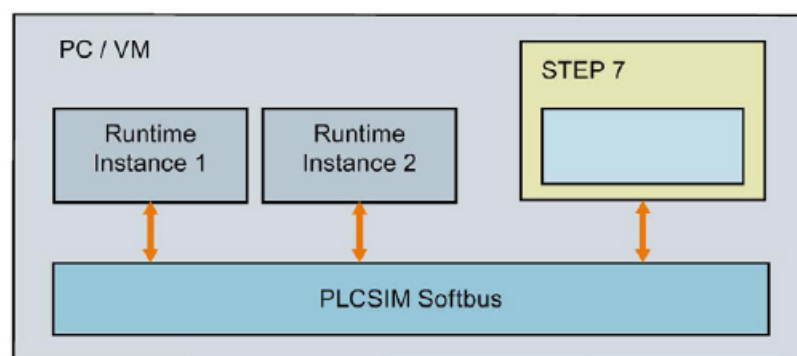 PC / VM
STEP 7
Runtime
Instance 1
Runtime
Instance 2
PLCSIM Softbus